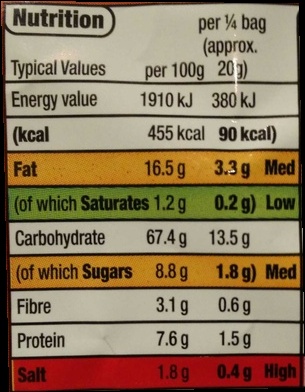 Nutrition
per ¼ bag
(approx.
Typical Values per 100g 20g)
Energy value 1910 kJ 380 kJ
(kcal 455 kcal 90 kcal)
Fat 16.5 g 3.3 g Med
(of which Saturates 1.2 g 0.2 g) Low
Carbohydrate 67.4 g 13.5 g
(of which Sugars 8.8 g 1.8 g) Med
Fibre 3.1 g 0.6 g
Protein 7.6 g 1.5 g
Salt 1.8 g 0.4 g High